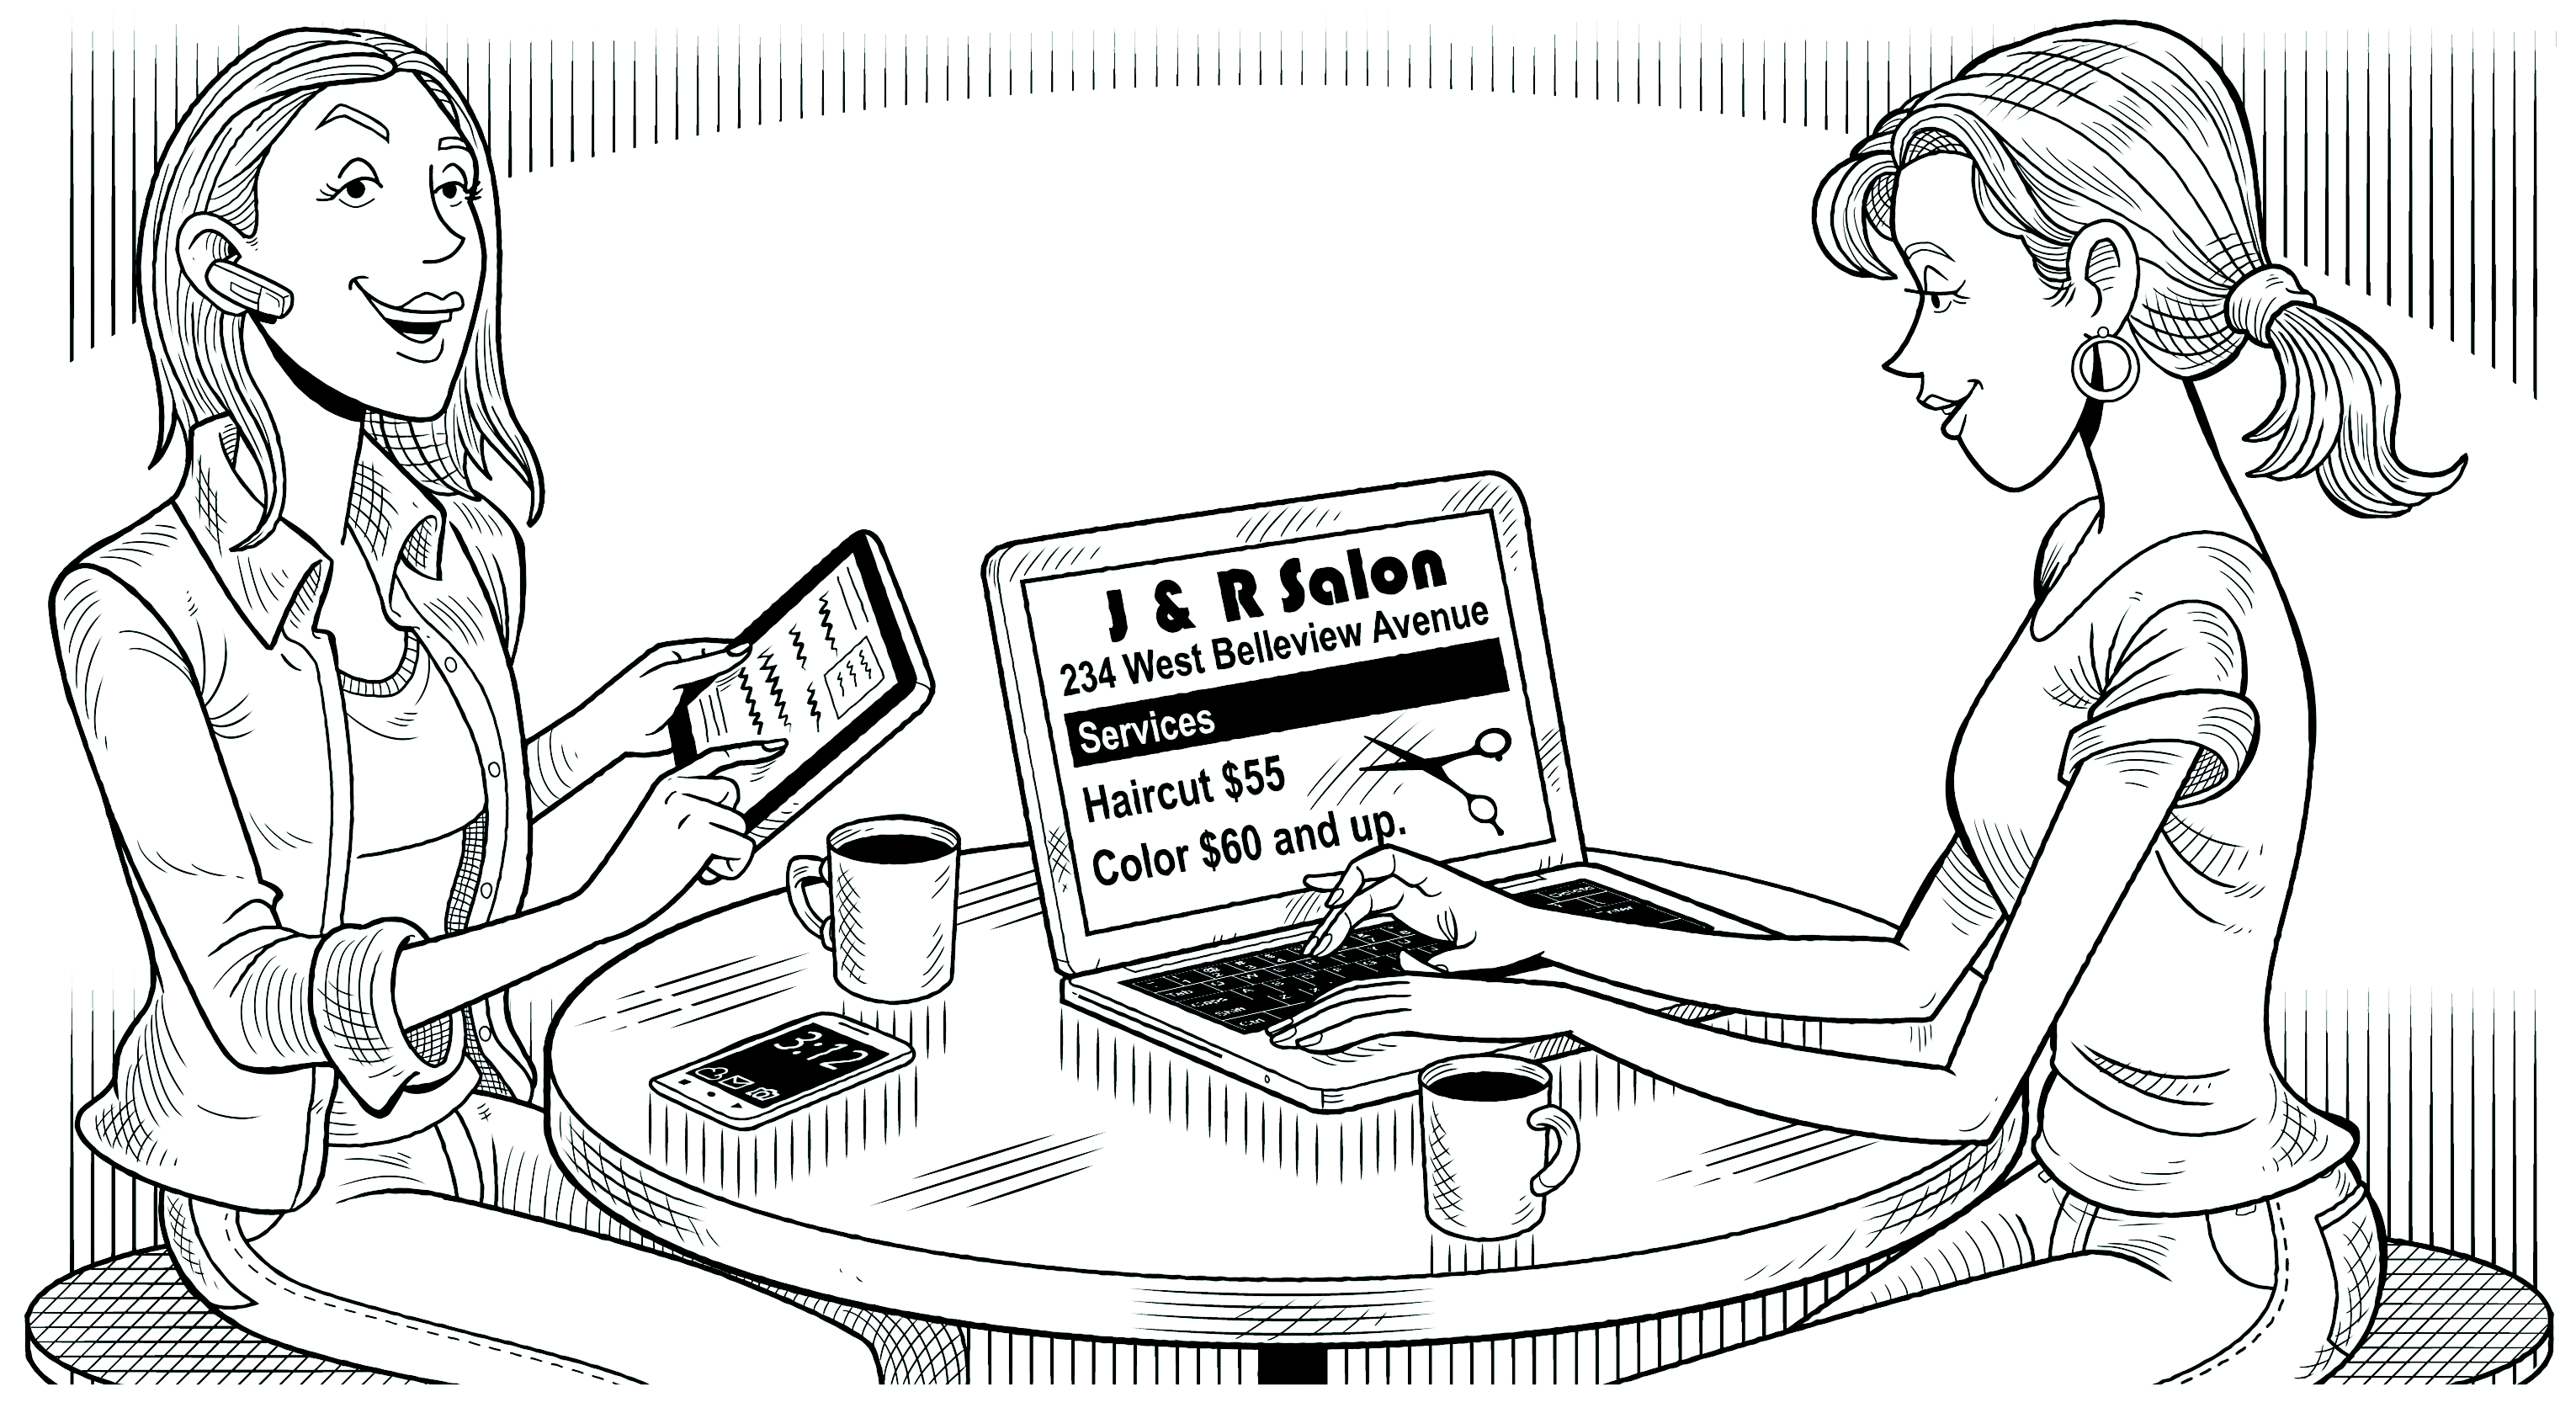 J & R Salon
234 West Belleview Avenue
Services
Haircut $55
Color $60 and up.
3:12